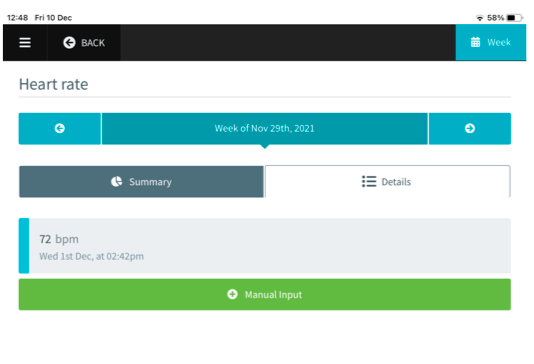 12:48 Fri 10 Dec 58%
BACK Week
Heart rate
Week of Nov 29th, 2021
Summary Details
72 bpm
Wed 1st Dec, at 02:42pm
Manual Input